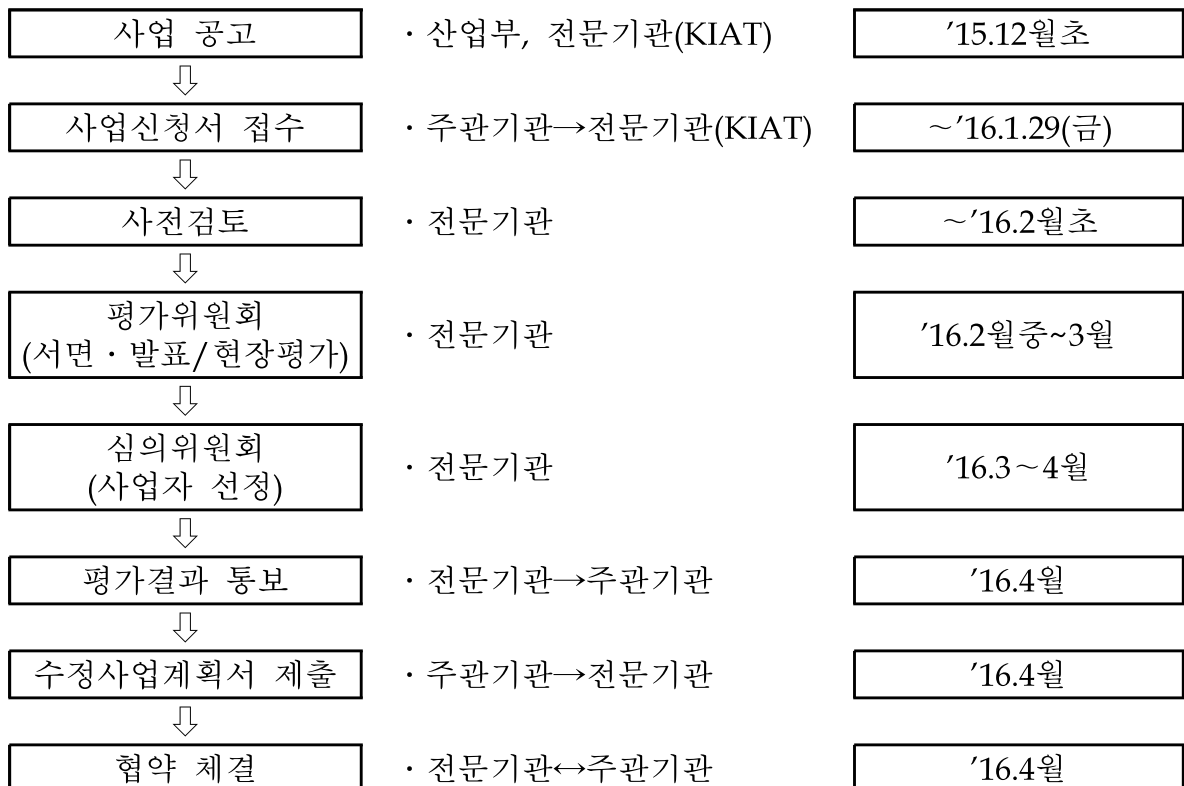 사업 공고 · 산업부, 전문기관(KIAT) ’15.12월초
⇩
사업신청서 접수 · 주관기관→전문기관(KIAT) ～’16.1.29(금)
⇩
사전검토 · 전문기관 ～’16.2월초
⇩
평가위원회
(서면・발표/현장평가) · 전문기관 ’16.2월중~3월
⇩
심의위원회
(사업자 선정) · 전문기관 ’16.3～4월
⇩
평가결과 통보 · 전문기관→주관기관 ’16.4월
⇩
수정사업계획서 제출 · 주관기관→전문기관 ’16.4월
⇩
협약 체결 · 전문기관↔주관기관 ’16.4월